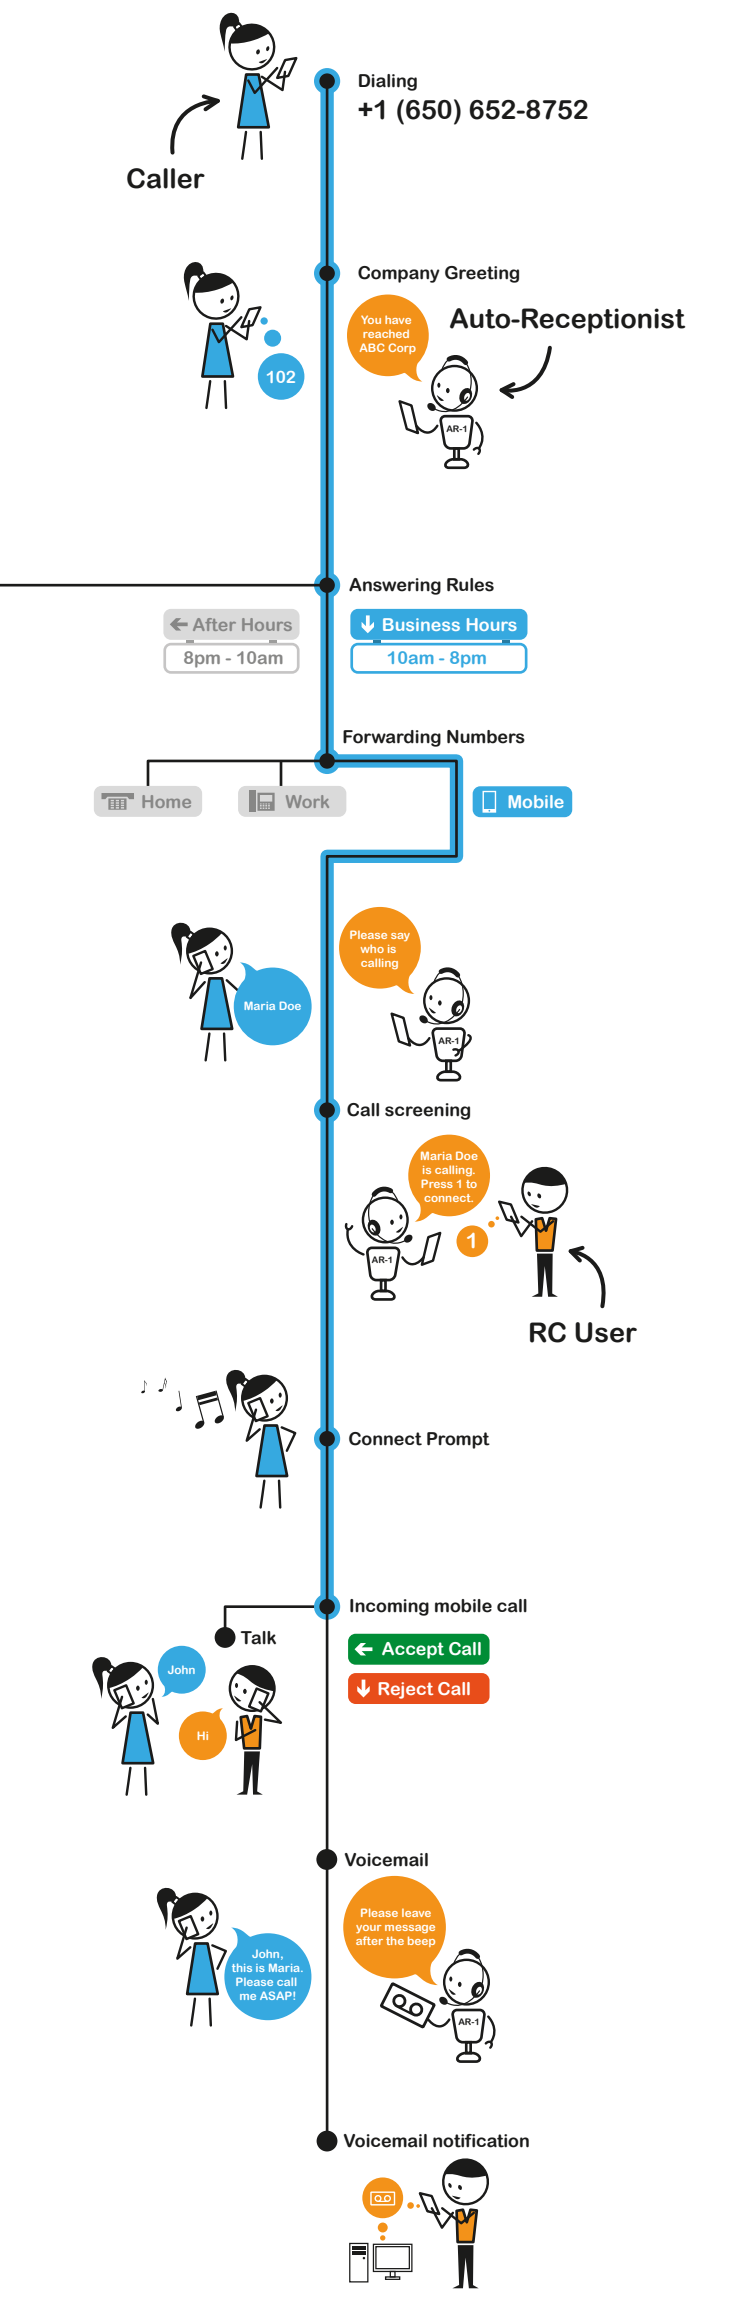 Dialing
+1 (650) 652-8752
Caller
Company Greeting
You have
reached
ABC Corp
Auto-Receptionist
102
AR-1
Answering Rules
After Hours
Business Hours
8pm - 10am
10am - 8pm
Forwarding Numbers
Home
Work
Mobile
Please say
who is
calling
Maria Doe
AR-1
Call screening
Maria Doe
is calling.
Press 1 to
connect.
1
AR-1
RC User
Connect Prompt
Incoming mobile call
Talk
Accept Call
John
Reject Call
Hi
Voicemail
Please leave
your message
after the beep
John,
this is Maria.
Please call
me ASAP!
AR-1
Voicemail notification